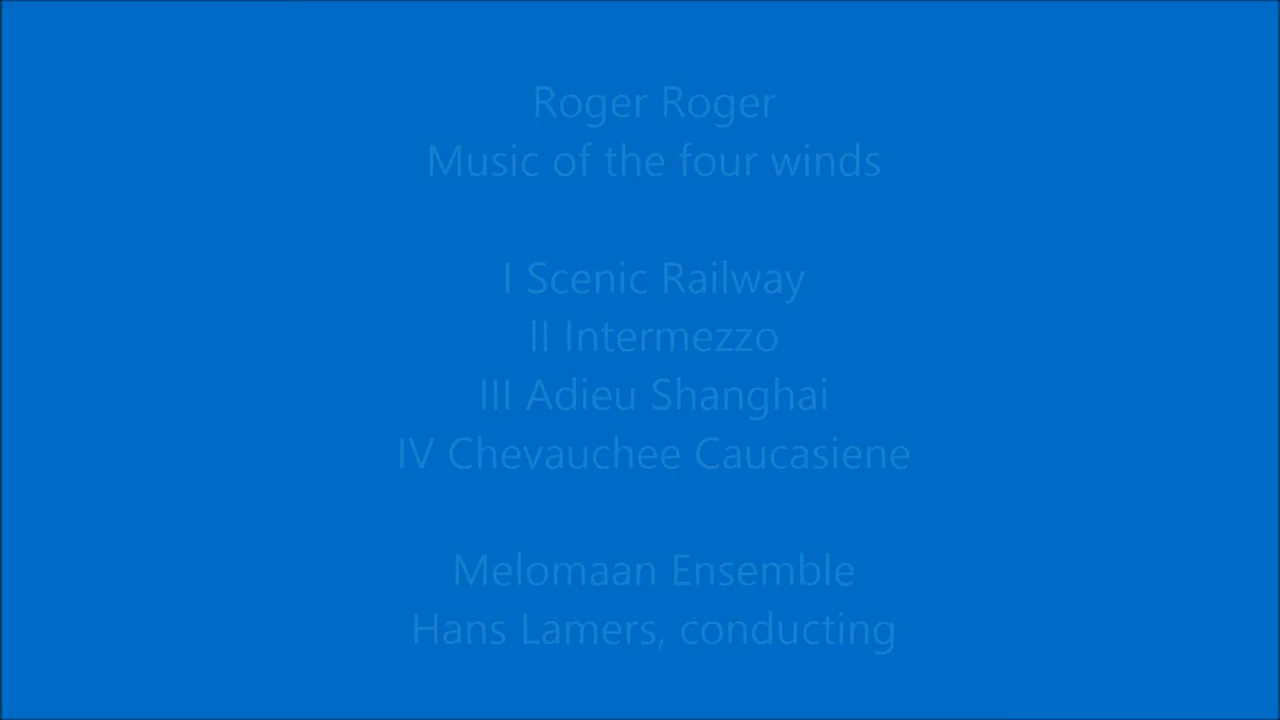 Roger Roger
Music of the four winds
I Scenic Railway
II Intermezzo
III Adieu Shanghai
IV Chevauchee Caucasiene
Melomaan Ensemble
Hans Lamers, conducting